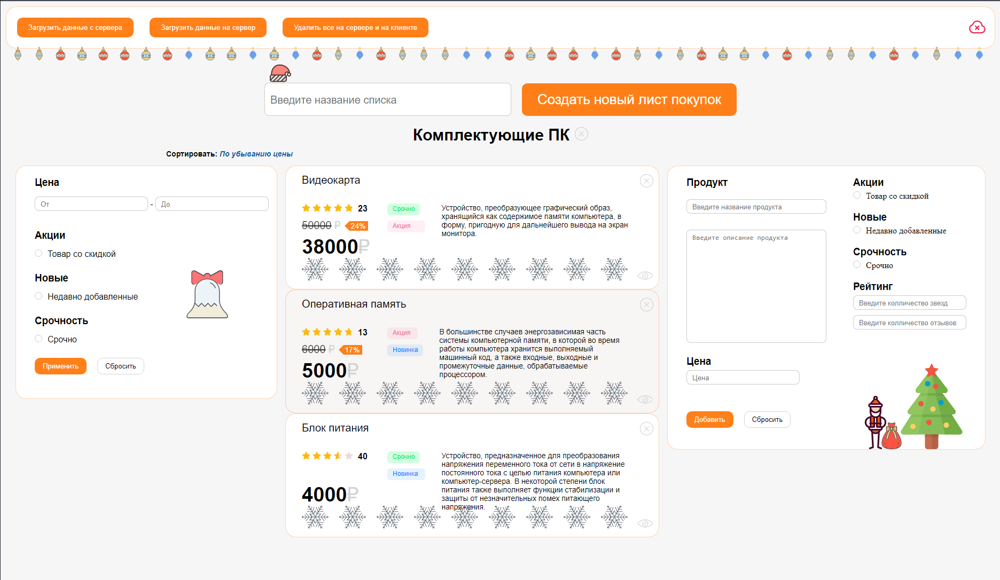 Загрузить данные с сервера
Загрузить данные на сервер
Удалить все на сервере и на клиенте
Введите название списка
Создать новый лист покупок
Комплектующие ПК
Сортировать: По убыванию цены
Цена
От - До
Акции
Товар со скидкой
Новые
Недавно добавленные
Срочность
Срочно
Применить
Сбросить
Видеокарта
23
50000 ₽ 24%
38000₽
Срочно
Акция
Устройство, преобразующее графический образ,
хранящийся как содержимое памяти компьютера, в
форму, пригодную для дальнейшего вывода на экран
монитора.
Оперативная память
13
6000 ₽ 17%
5000₽
Акция
Новинка
В большинстве случаев энергозависимая часть
системы компьютерной памяти, в которой во время
работы компьютера хранится выполняемый
машинный код, а также входные, выходные и
промежуточные данные, обрабатываемые
процессором.
Блок питания
40
4000₽
Срочно
Новинка
Устройство, предназначенное для преобразования
напряжения переменного тока от сети в напряжение
постоянного тока с целью питания компьютера или
компьютер-сервера. В некоторой степени блок
питания также выполняет функции стабилизации и
защиты от незначительных помех питающего
напряжения.
Продукт
Введите название продукта
Введите описание продукта
Цена
Цена
Добавить
Сбросить
Акции
Товар со скидкой
Новые
Недавно добавленные
Срочность
Срочно
Рейтинг
Введите колличество звезд
Введите колличество отзывов